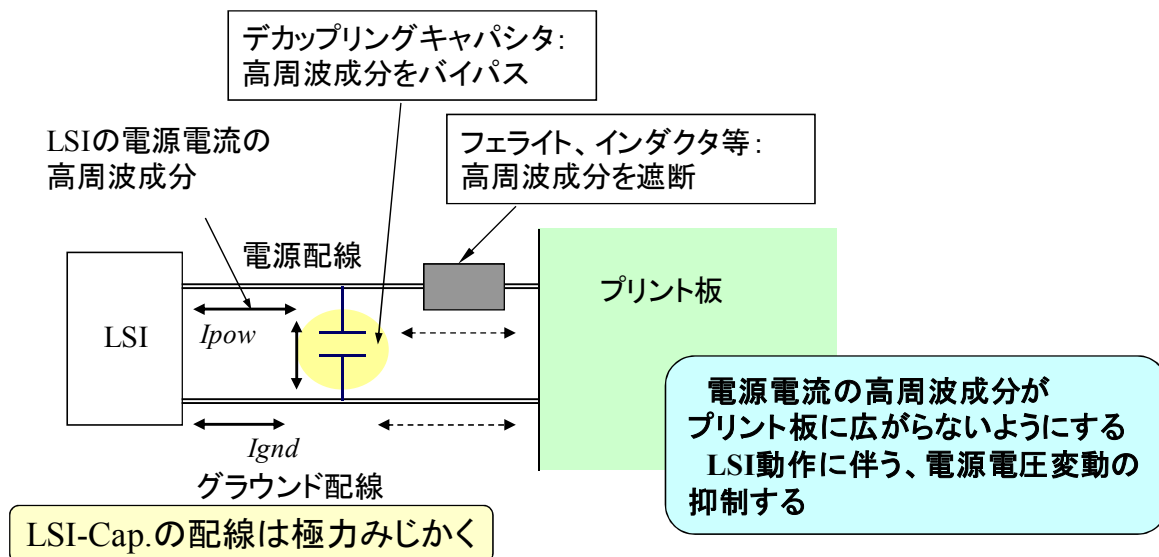 デカップリングキャパシタ：
高周波成分をバイパス
LSIの電源電流の
高周波成分
フェライト、インダクタ等：
高周波成分を遮断
電源配線
プリント板
LSI
Ipow
電源電流の高周波成分が
プリント板に広がらないようにする
LSI動作に伴う、電源電圧変動の
抑制する
Ignd
グラウンド配線
LSI-Cap.の配線は極力みじかく